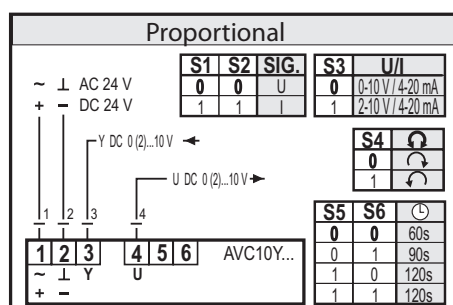 Proportional
~ ⊥ AC 24 V
+ − DC 24 V
Y DC 0 (2)...10 V
U DC 0 (2)...10 V
1 2 3 4
1 2 3 4 5 6 AVC10Y...
~ ⊥ Y U
+ −
S1 S2 SIG.
0 0 U
1 1 I
S3 U/I
0 0-10 V / 4-20 mA
1 2-10 V / 4-20 mA
S4
0
1
S5 S6
0 0 60s
0 1 90s
1 0 120s
1 1 120s